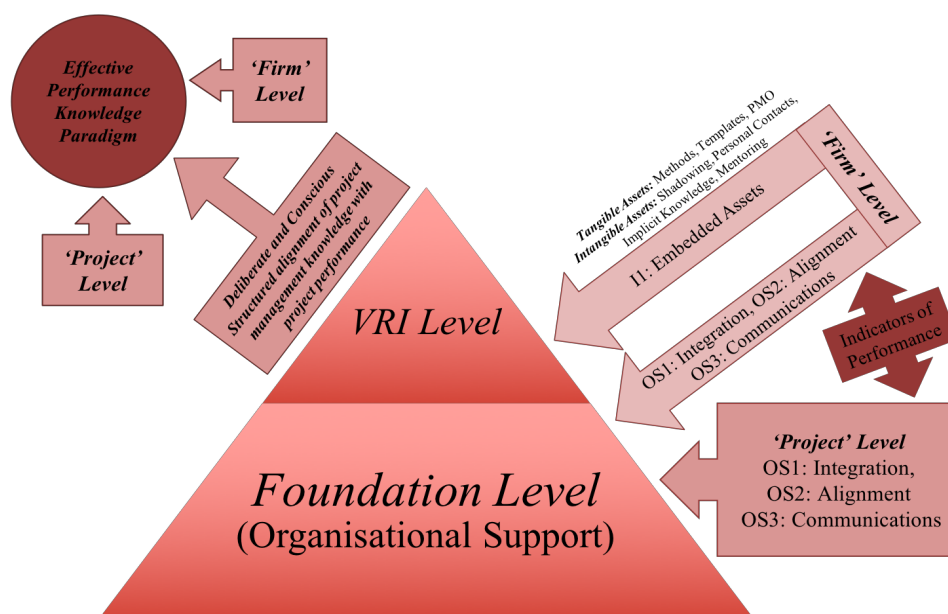 Effective
Performance
Knowledge
Paradigm
‘Firm’
Level
‘Project’
Level
Deliberate and Conscious
Structured alignment of project
management knowledge with
project performance
VRI Level
Foundation Level
(Organisational Support)
Tangible Assets: Methods, Templates, PMO
Intangible Assets: Shadowing, Personal Contacts,
Implicit Knowledge, Mentoring
I1: Embedded Assets
‘Firm’ Level
OS1: Integration, OS2: Alignment
OS3: Communications
Indicators of
Performance
‘Project’ Level
OS1: Integration,
OS2: Alignment
OS3: Communications